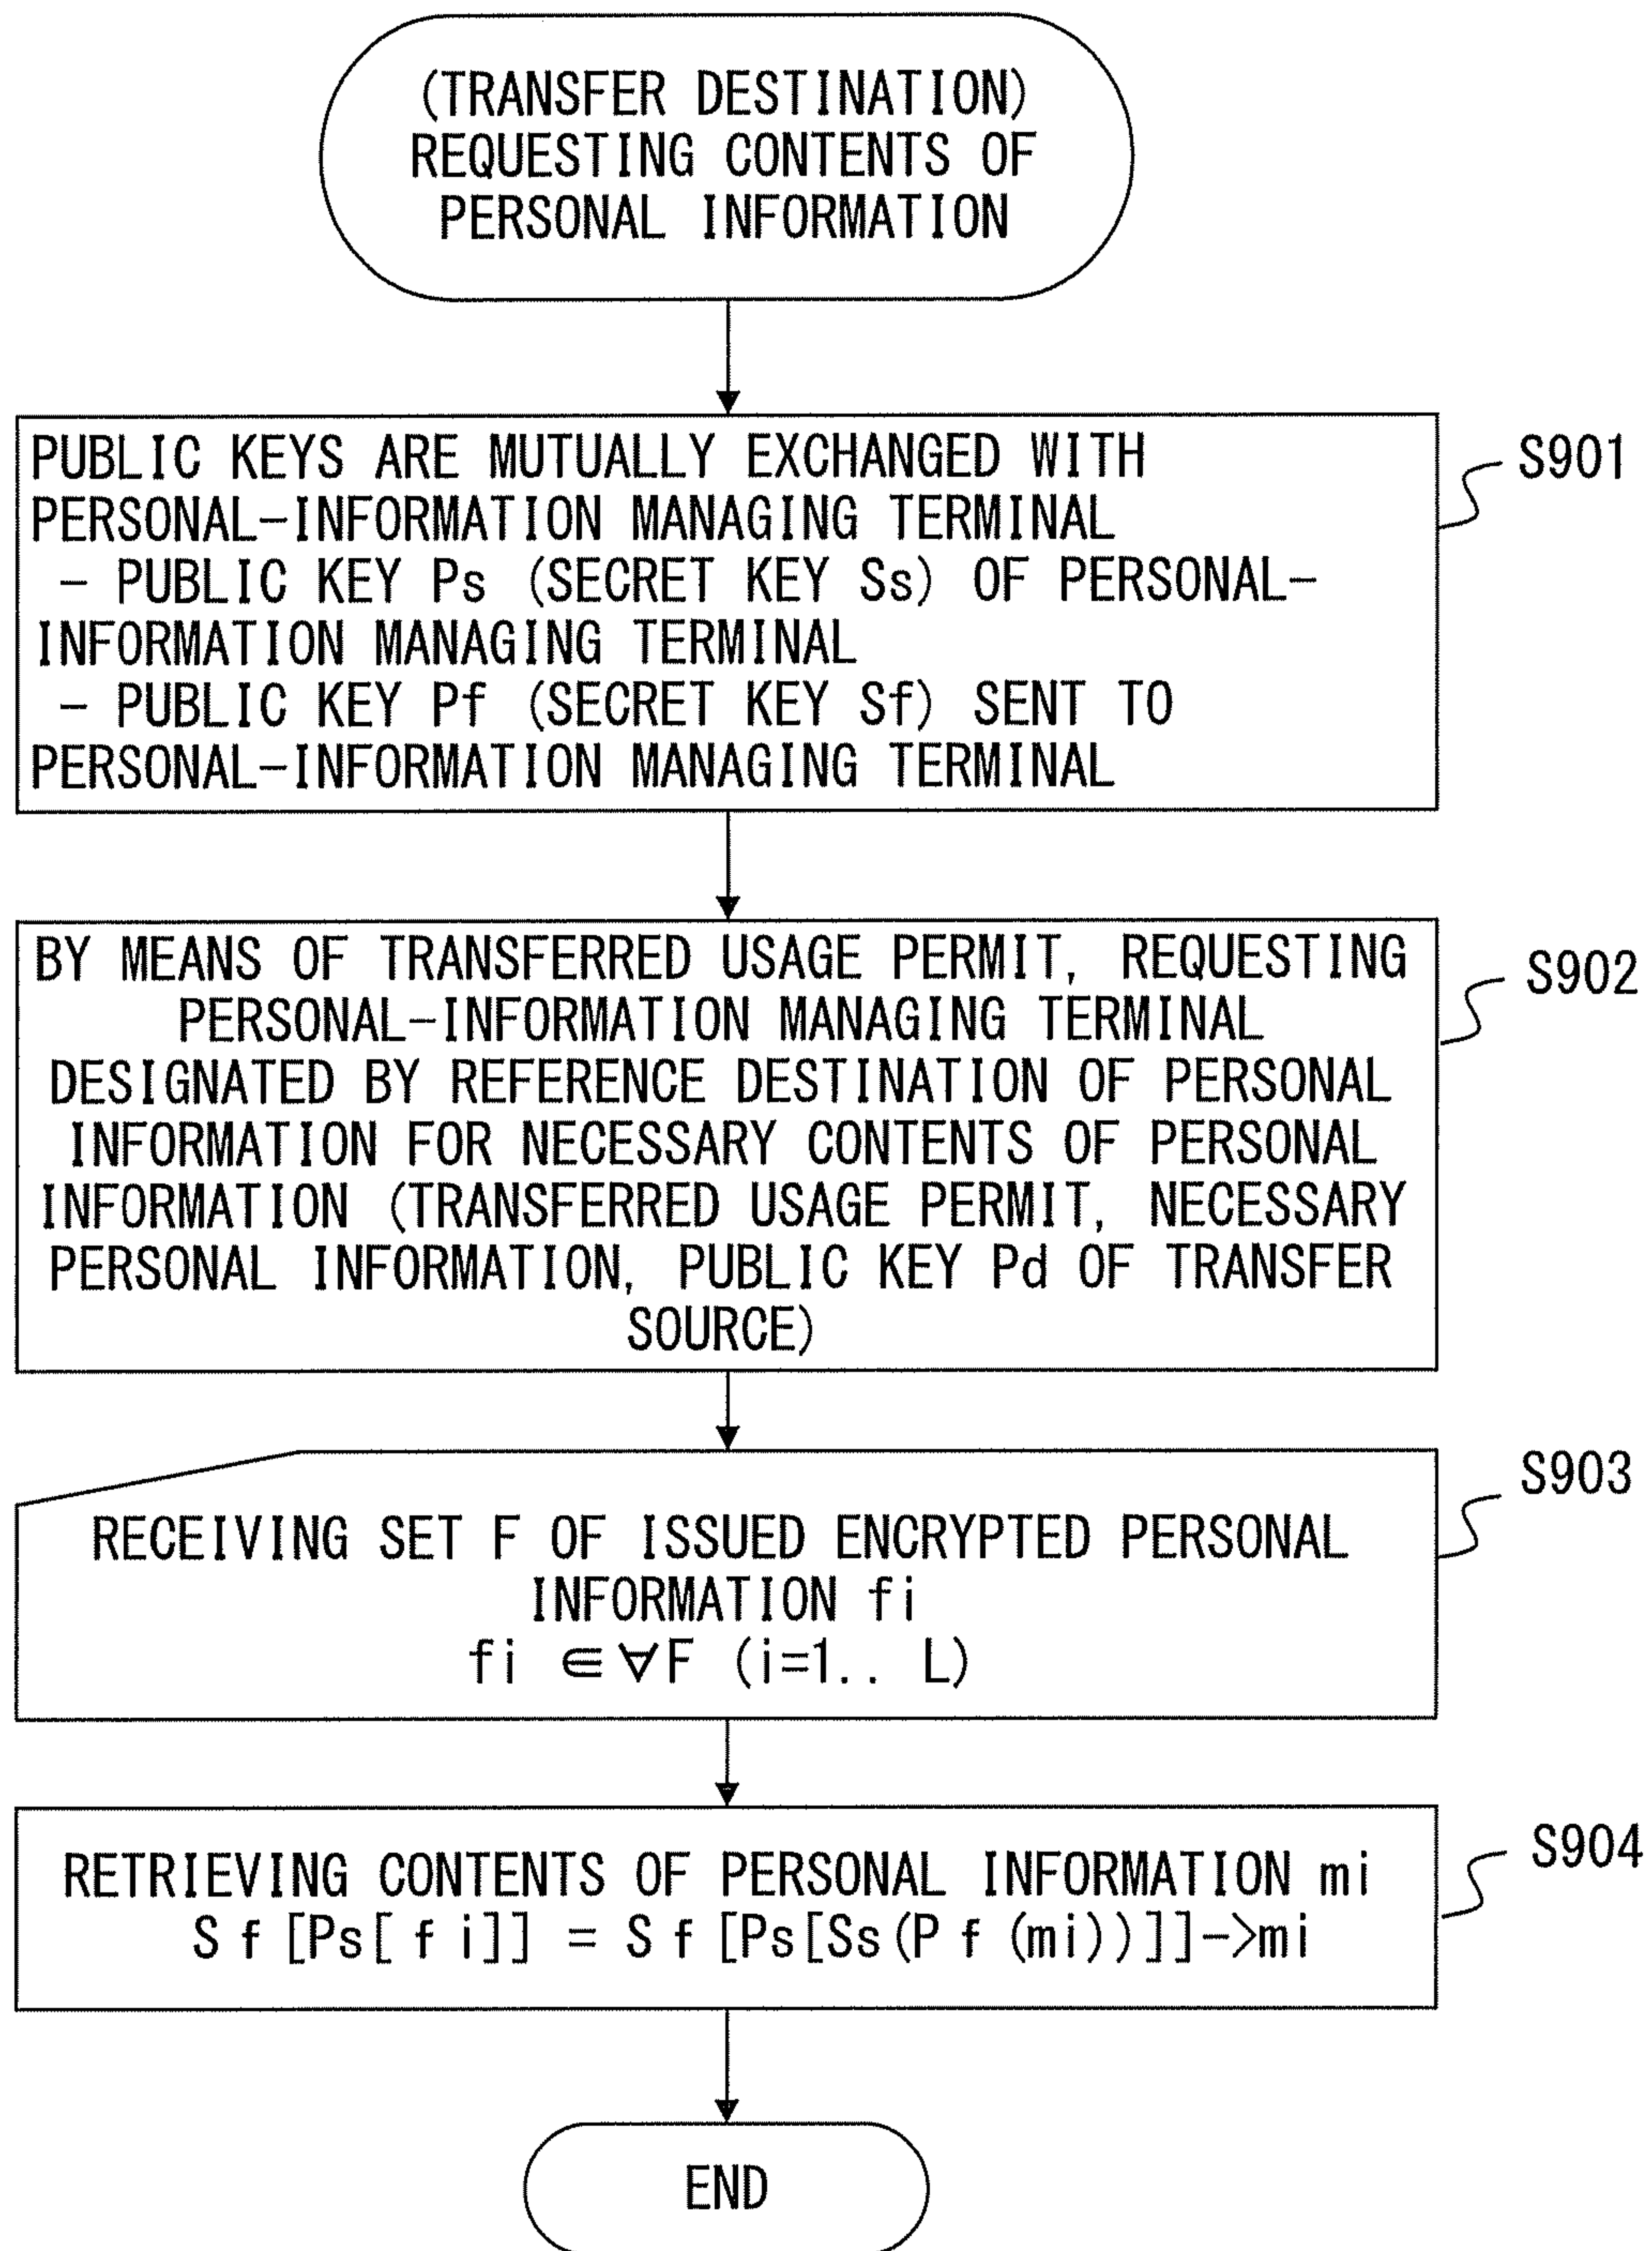 (TRANSFER DESTINATION)
REQUESTING CONTENTS OF
PERSONAL INFORMATION
PUBLIC KEYS ARE MUTUALLY EXCHANGED WITH
PERSONAL-INFORMATION MANAGING TERMINAL
- PUBLIC KEY Ps (SECRET KEY Ss) OF PERSONAL-
INFORMATION MANAGING TERMINAL
- PUBLIC KEY Pf (SECRET KEY Sf) SENT TO
PERSONAL-INFORMATION MANAGING TERMINAL
S901
BY MEANS OF TRANSFERRED USAGE PERMIT, REQUESTING
PERSONAL-INFORMATION MANAGING TERMINAL
DESIGNATED BY REFERENCE DESTINATION OF PERSONAL
INFORMATION FOR NECESSARY CONTENTS OF PERSONAL
INFORMATION (TRANSFERRED USAGE PERMIT, NECESSARY
PERSONAL INFORMATION, PUBLIC KEY Pd OF TRANSFER
SOURCE)
S902
RECEIVING SET F OF ISSUED ENCRYPTED PERSONAL
INFORMATION fi
fi ∈∀F (i=1.. L)
S903
RETRIEVING CONTENTS OF PERSONAL INFORMATION mi
Sf[Ps[fi]] = Sf[Ps[Ss(Pf(mi))]]->mi
S904
END